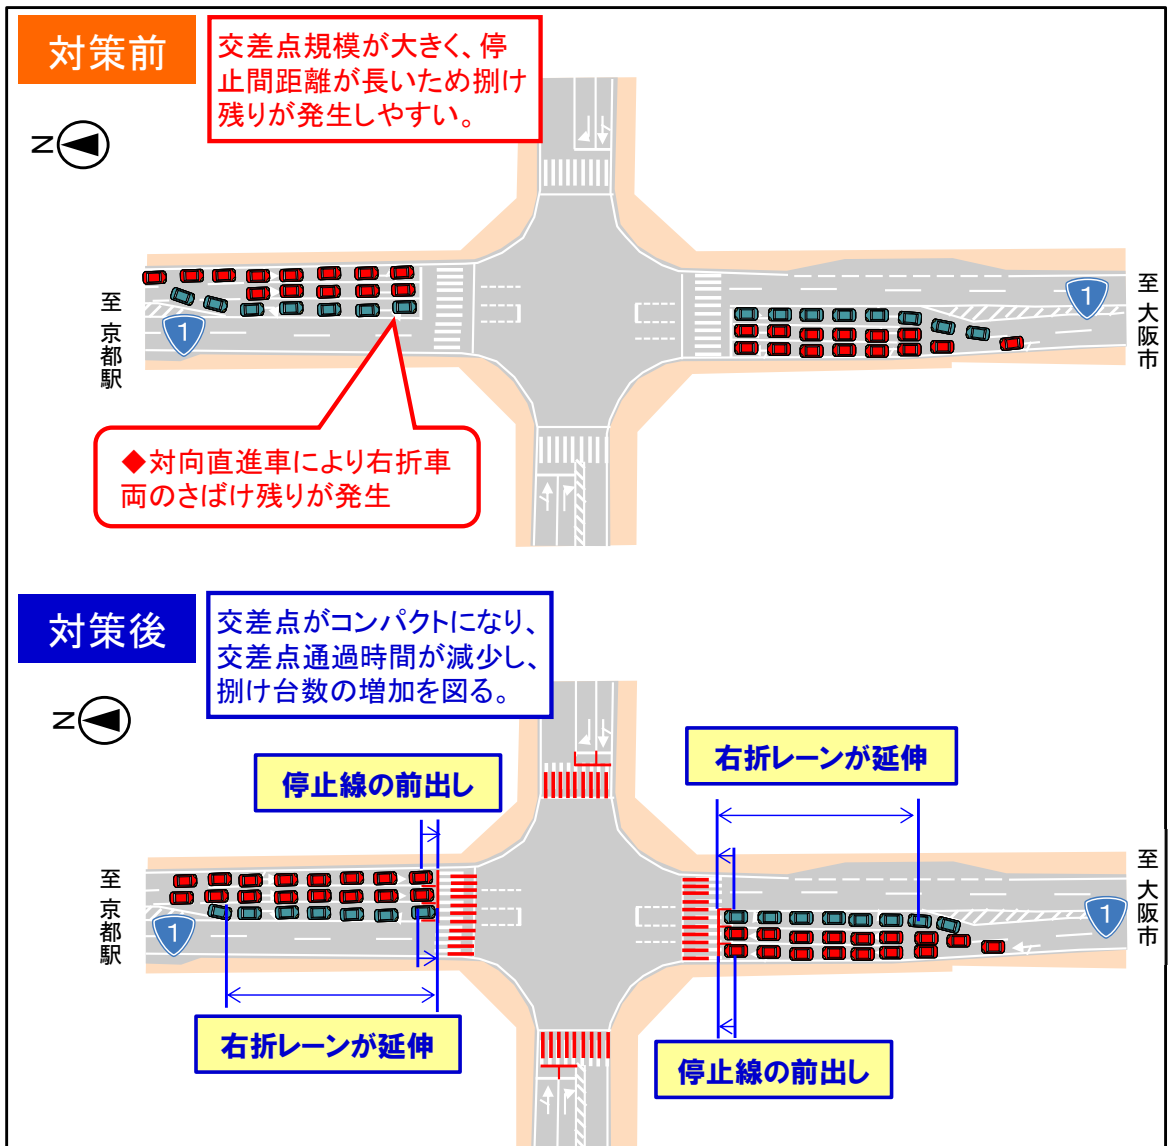 対策前
交差点規模が大きく、停
止間距離が長いため捌け
残りが発生しやすい。
N
至 京都駅
1
1
至 大阪市
◆対向直進車により右折車
両のさばけ残りが発生
対策後
交差点がコンパクトになり、
交差点通過時間が減少し、
捌け台数の増加を図る。
N
停止線の前出し
右折レーンが延伸
至 京都駅
1
1
至 大阪市
右折レーンが延伸
停止線の前出し